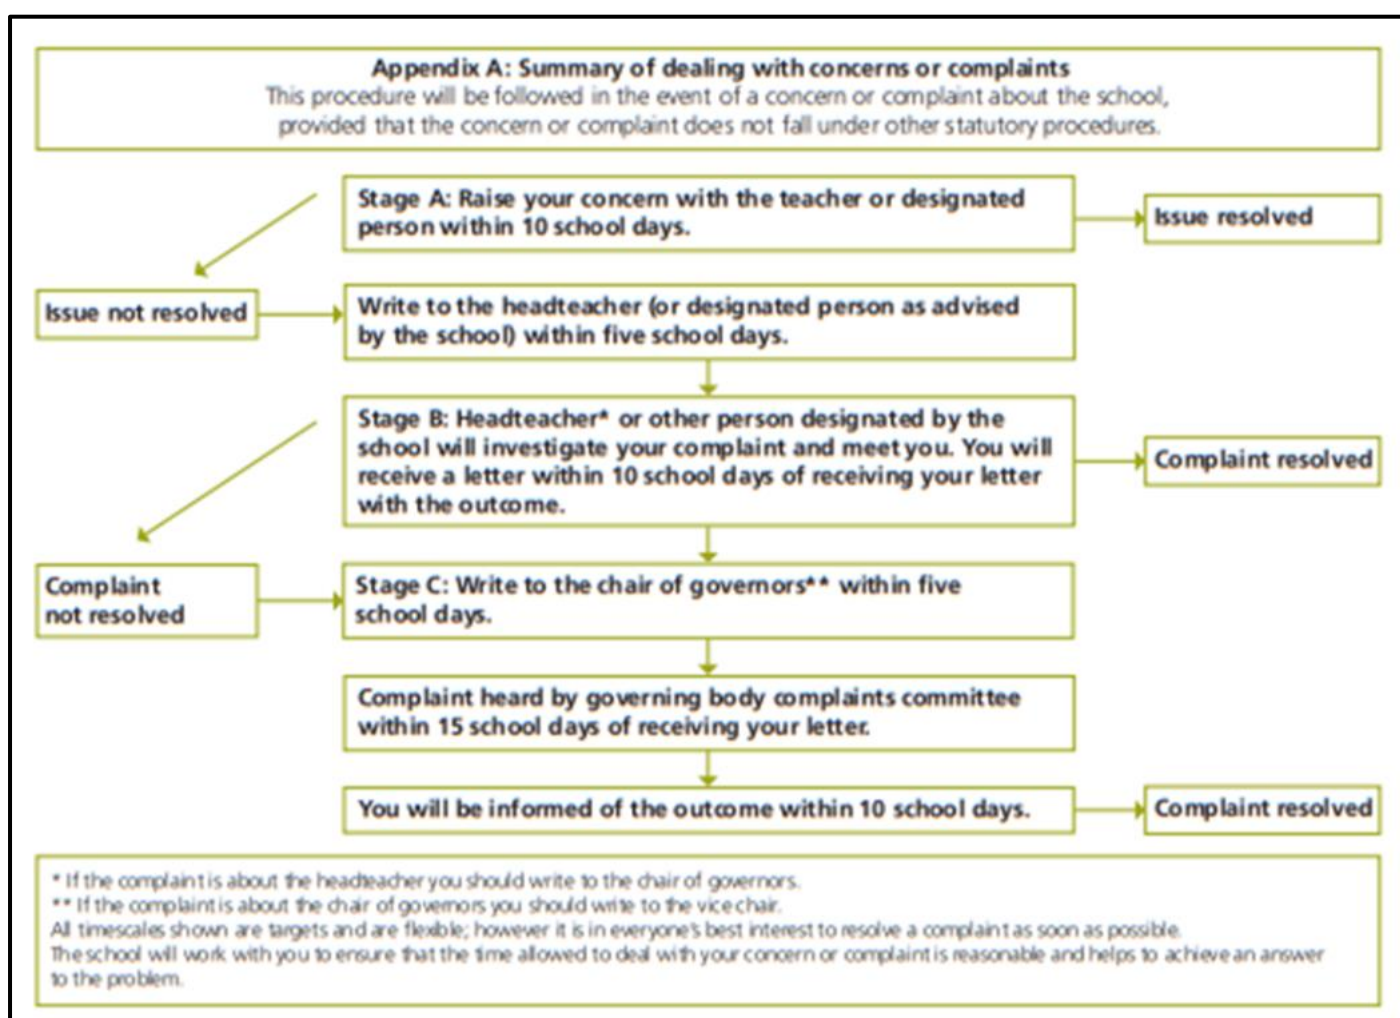 Appendix A: Summary of dealing with concerns or complaints
This procedure will be followed in the event of a concern or complaint about the school,
provided that the concern or complaint does not fall under other statutory procedures.
Stage A: Raise your concern with the teacher or designated
person within 10 school days.
Issue resolved
Issue not resolved
Write to the headteacher (or designated person as advised
by the school) within five school days.
Stage B: Headteacher* or other person designated by the
school will investigate your complaint and meet you. You will
receive a letter within 10 school days of receiving your letter
with the outcome.
Complaint resolved
Complaint
not resolved
Stage C: Write to the chair of governors** within five
school days.
Complaint heard by governing body complaints committee
within 15 school days of receiving your letter.
You will be informed of the outcome within 10 school days.
Complaint resolved
* If the complaint is about the headteacher you should write to the chair of governors.
** If the complaint is about the chair of governors you should write to the vice chair.
All timescales shown are targets and are flexible; however it is in everyone's best interest to resolve a complaint as soon as possible.
The school will work with you to ensure that the time allowed to deal with your concern or complaint is reasonable and helps to achieve an answer
to the problem.